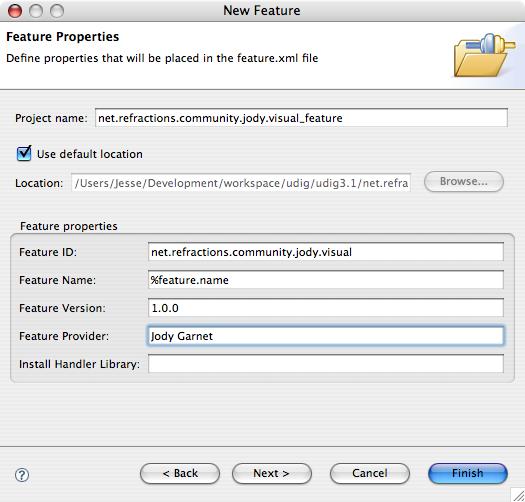 New Feature
Feature Properties
Define properties that will be placed in the feature.xml file
Project name: net.refractions.community.jody.visual_feature
Use default location
Location: /Users/Jesse/Development/workspace/udig/udig3.1/net.refra Browse...
Feature properties
Feature ID: net.refractions.community.jody.visual
Feature Name: %feature.name
Feature Version: 1.0.0
Feature Provider: Jody Garnet
Install Handler Library:
? < Back Next > Cancel Finish